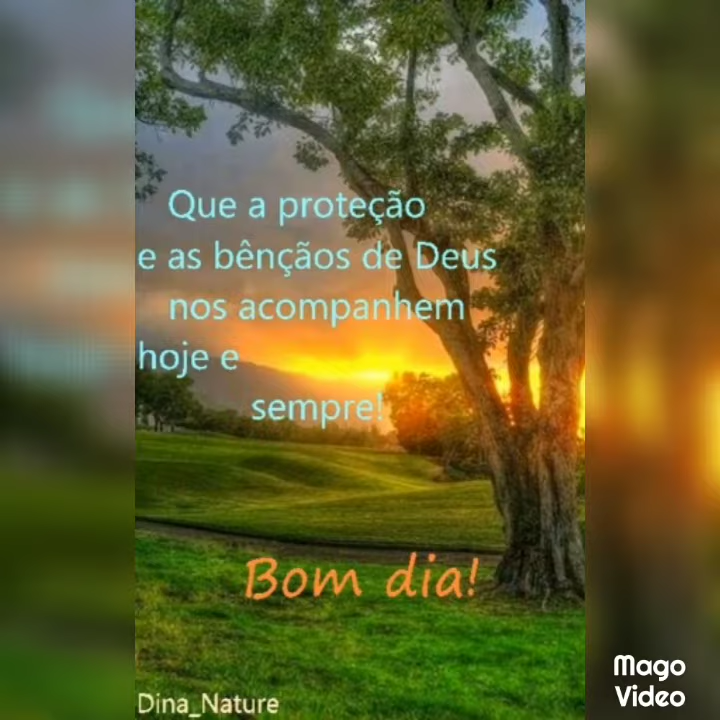 Que a proteção
e as bênçãos de Deus
nos acompanhem
hoje e
sempre!
Bom dia!
Dina_Nature
Mago
Video